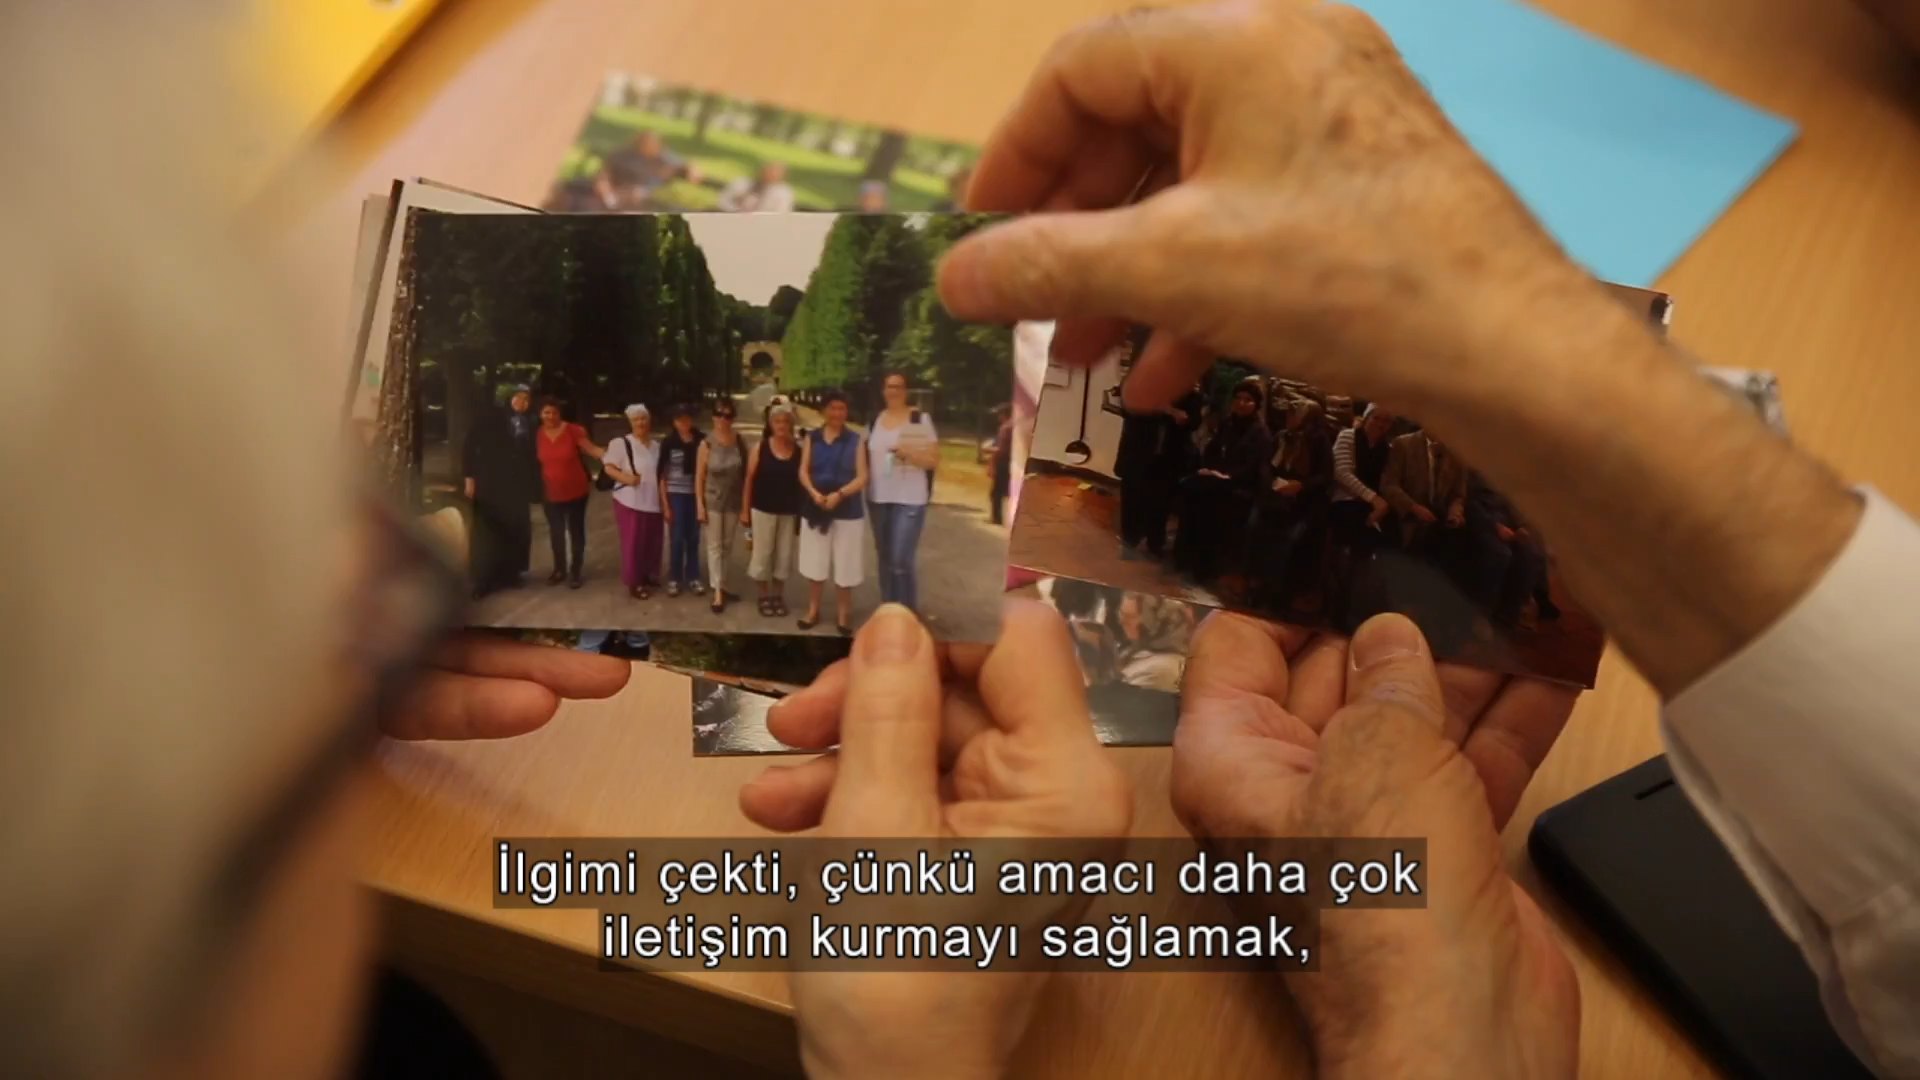 İlgimi çekti, çünkü amacı daha çok
iletişim kurmayı sağlamak,